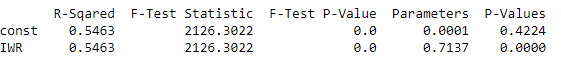 R-Sqared F-Test Statistic F-Test P-Value Parameters P-Values
const 0.5463 2126.3022 0.0 0.0001 0.4224
IWR 0.5463 2126.3022 0.0 0.7137 0.0000